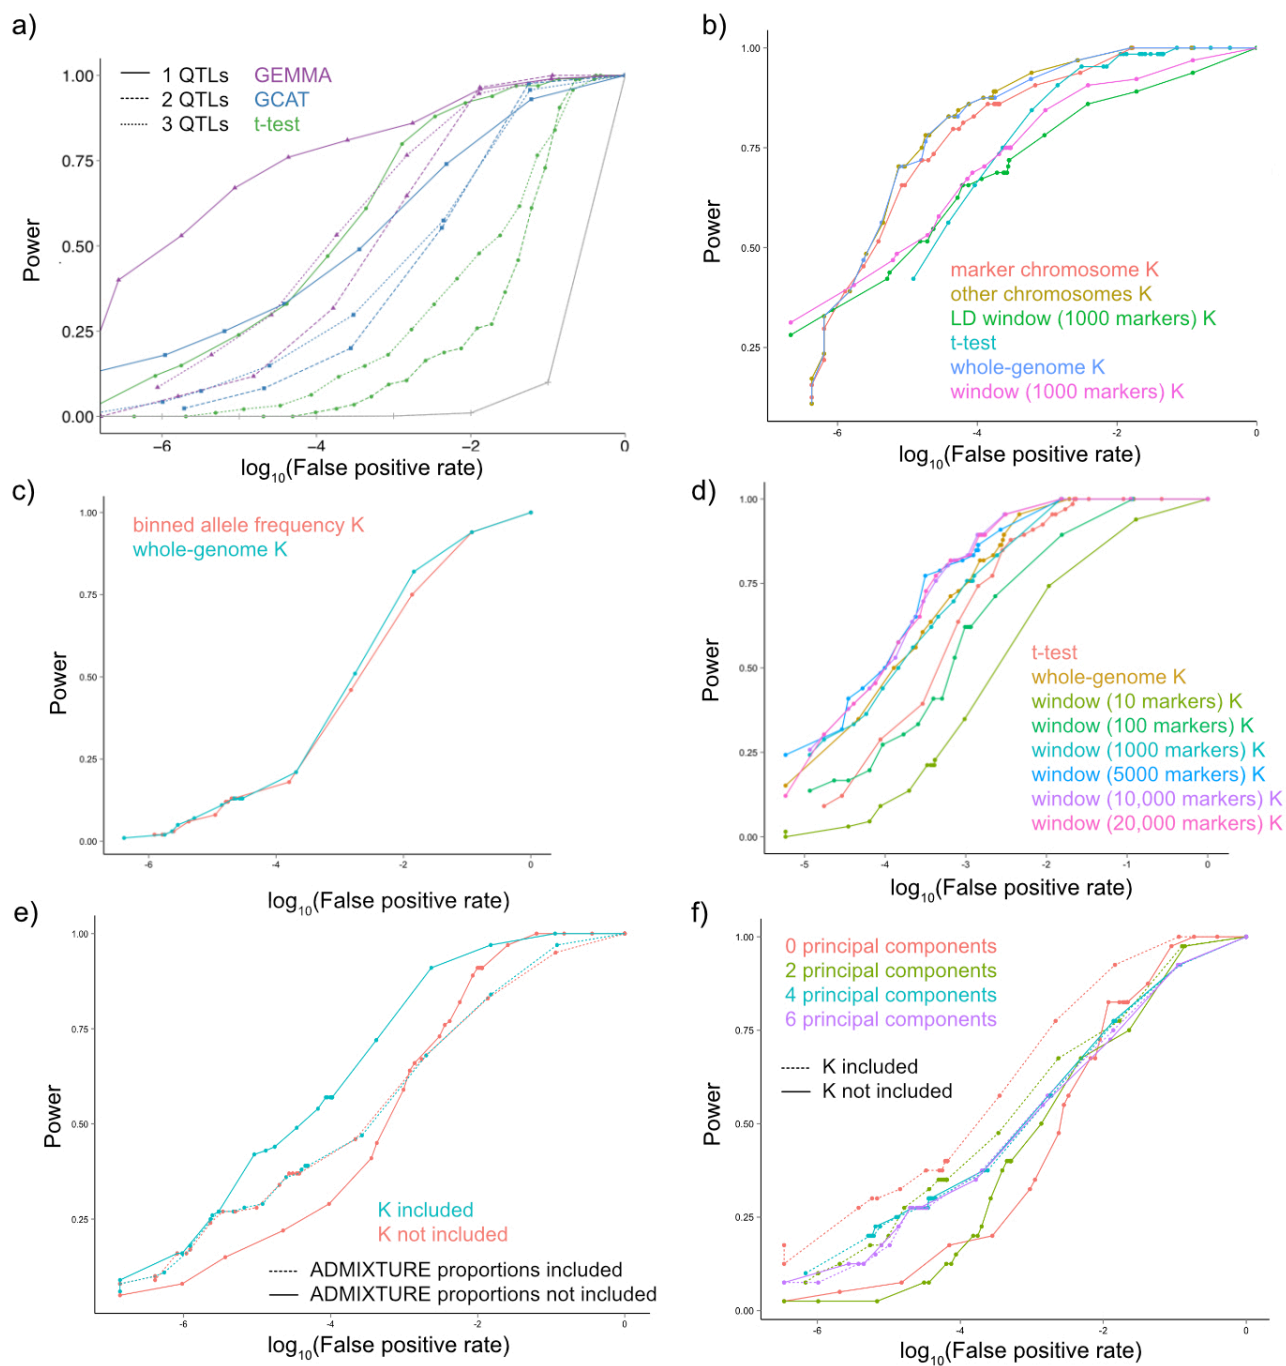 a)
1 QTLs GEMMA
2 QTLs GCAT
3 QTLs t-test
1.00
0.75
0.50
0.25
0.00
Power
-6 -4 -2 0
log10(False positive rate)
b)
1.00
0.75
0.50
0.25
Power
marker chromosome K
other chromosomes K
LD window (1000 markers) K
t-test
whole-genome K
window (1000 markers) K
-6 -4 -2 0
log10(False positive rate)
c)
binned allele frequency K
whole-genome K
1.00
0.75
0.50
0.25
0.00
Power
-6 -4 -2 0
log10(False positive rate)
d)
1.00
0.75
0.50
0.25
0.00
Power
t-test
whole-genome K
window (10 markers) K
window (100 markers) K
window (1000 markers) K
window (5000 markers) K
window (10,000 markers) K
window (20,000 markers) K
-5 -4 -3 -2 -1 0
log10(False positive rate)
e)
1.00
0.75
0.50
0.25
Power
K included
K not included
ADMIXTURE proportions included
ADMIXTURE proportions not included
-6 -4 -2 0
log10(False positive rate)
f)
0 principal components
2 principal components
4 principal components
6 principal components
K included
K not included
1.00
0.75
0.50
0.25
0.00
Power
-6 -4 -2 0
log10(False positive rate)